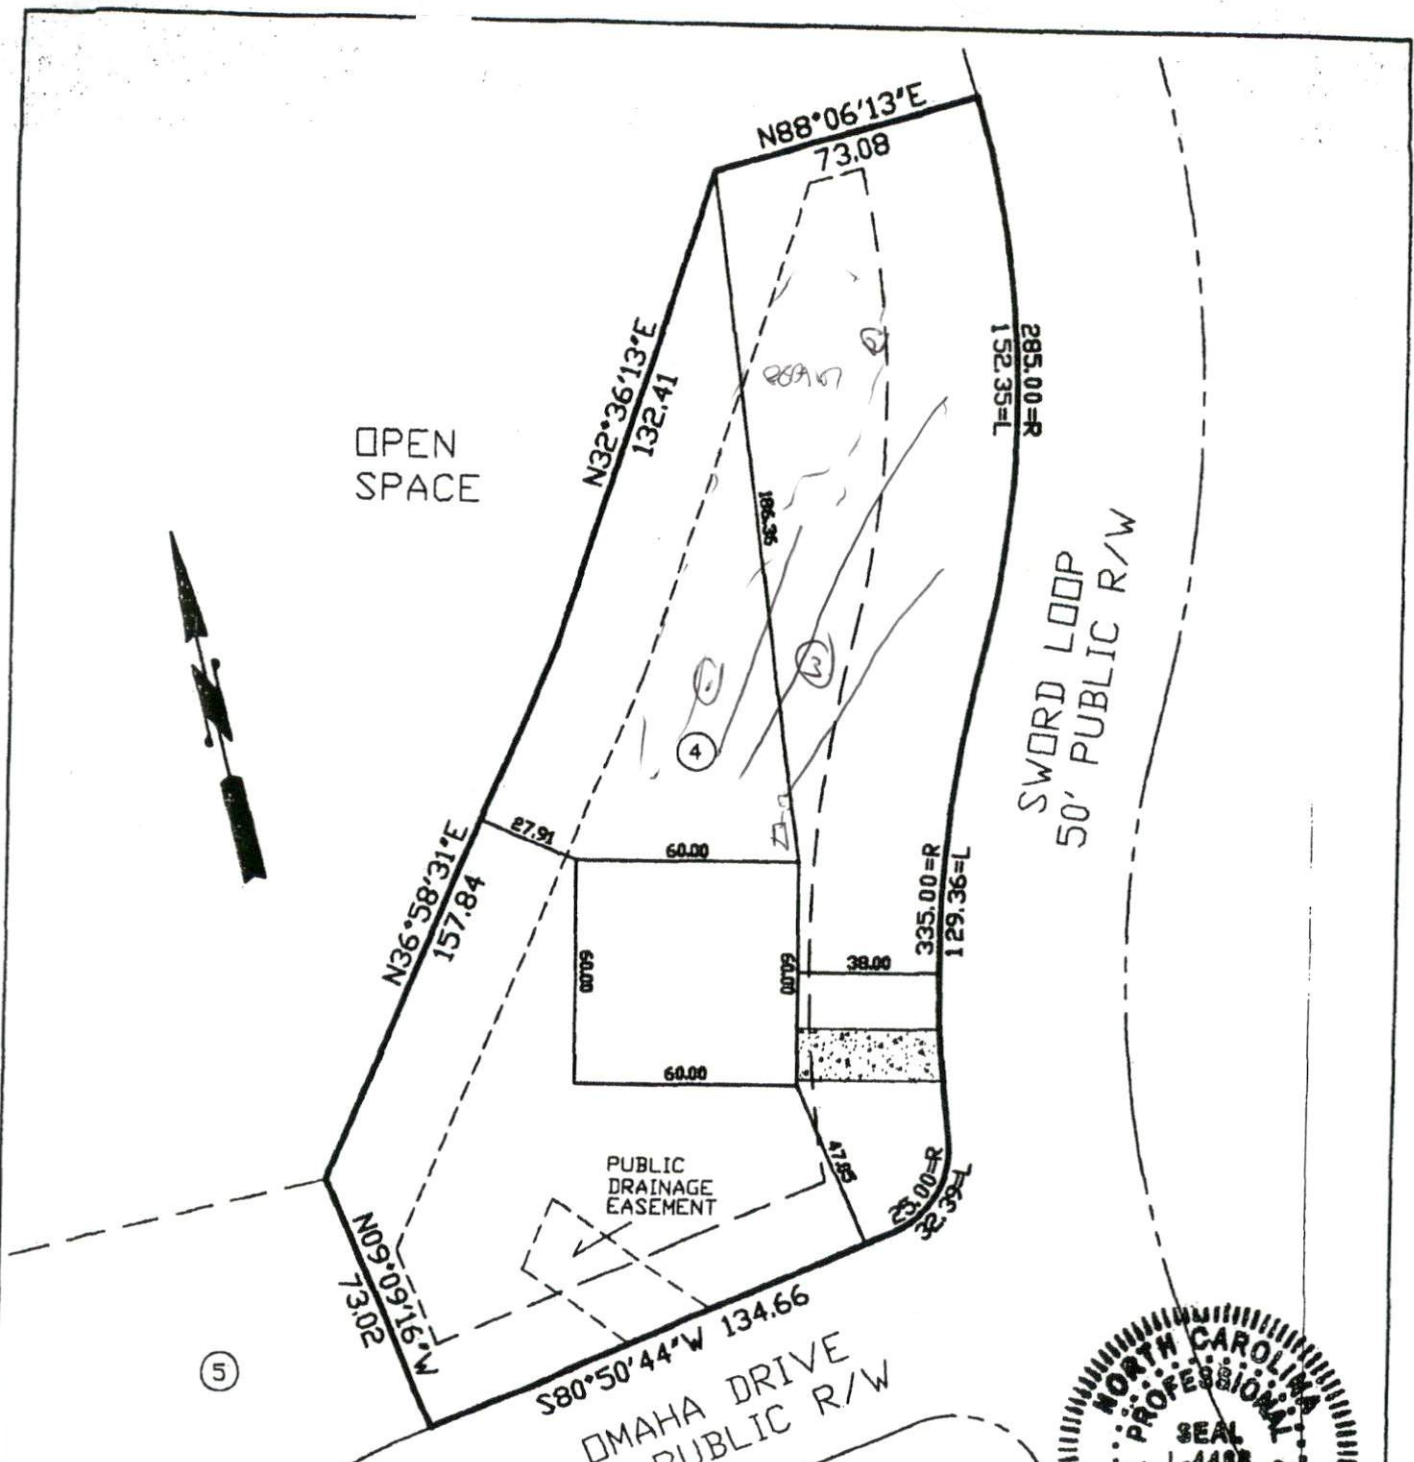 N88°06'13"E
73.08
N32°36'13"E
132.41
285.00=R
152.35=L
OPEN
SPACE
186.36
SWORD LOOP
50' PUBLIC R/W
3
4
27.91
60.00
N36°58'31"E
157.84
335.00=R
129.36=L
60.00
60.00
38.00
60.00
PUBLIC
DRAINAGE
EASEMENT
47.85
25.00=R
32.39=L
N09°09'16"W
73.02
5
S80°50'44"W 134.66
OMAHA DRIVE
PUBLIC R/W
NORTH CAROLINA
PROFESSIONAL
SEAL